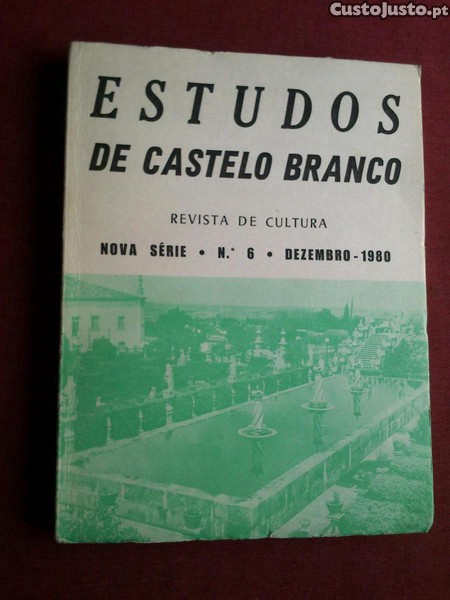 CustoJusto.pt
ESTUDOS
DE CASTELO BRANCO
REVISTA DE CULTURA
NOVA SÉRIE • N.º 6 • DEZEMBRO-1980